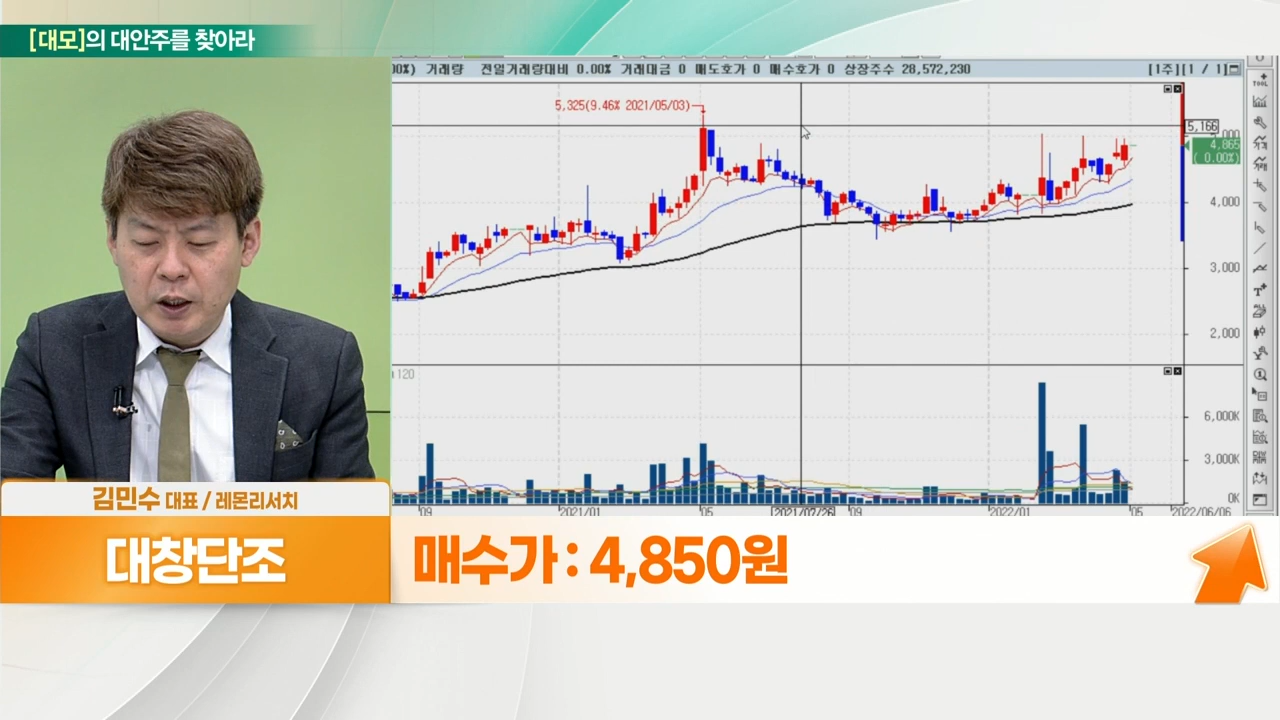 [대모]의 대안주를 찾아라
00%) 거래량 전일거래량대비 0.00% 거래대금 0 매도호가 0 매수호가 0 상장주수 28,572,230
[1주][1 / 1]
TOOL
5,325(9.46% 2021/05/03)
5,166
4,865
( 0.00%)
4,000
3,000
2,000
120
6,000K
3,000K
0K
09
2021/01
05
2021/07/26
09
2022/01
05
2022/06/06
김민수 대표 / 레몬리서치
대창단조
매수가 : 4,850원